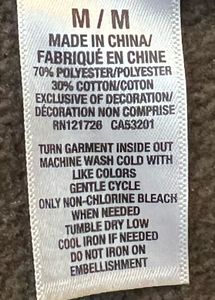 M / M
MADE IN CHINA/
FABRIQUÉ EN CHINE
70% POLYESTER/POLYESTER
30% COTTON/COTON
EXCLUSIVE OF DECORATION/
DÉCORATION NON COMPRISE
RN121726 CA53201
TURN GARMENT INSIDE OUT
MACHINE WASH COLD WITH
LIKE COLORS
GENTLE CYCLE
ONLY NON-CHLORINE BLEACH
WHEN NEEDED
TUMBLE DRY LOW
COOL IRON IF NEEDED
DO NOT IRON ON
EMBELLISHMENT